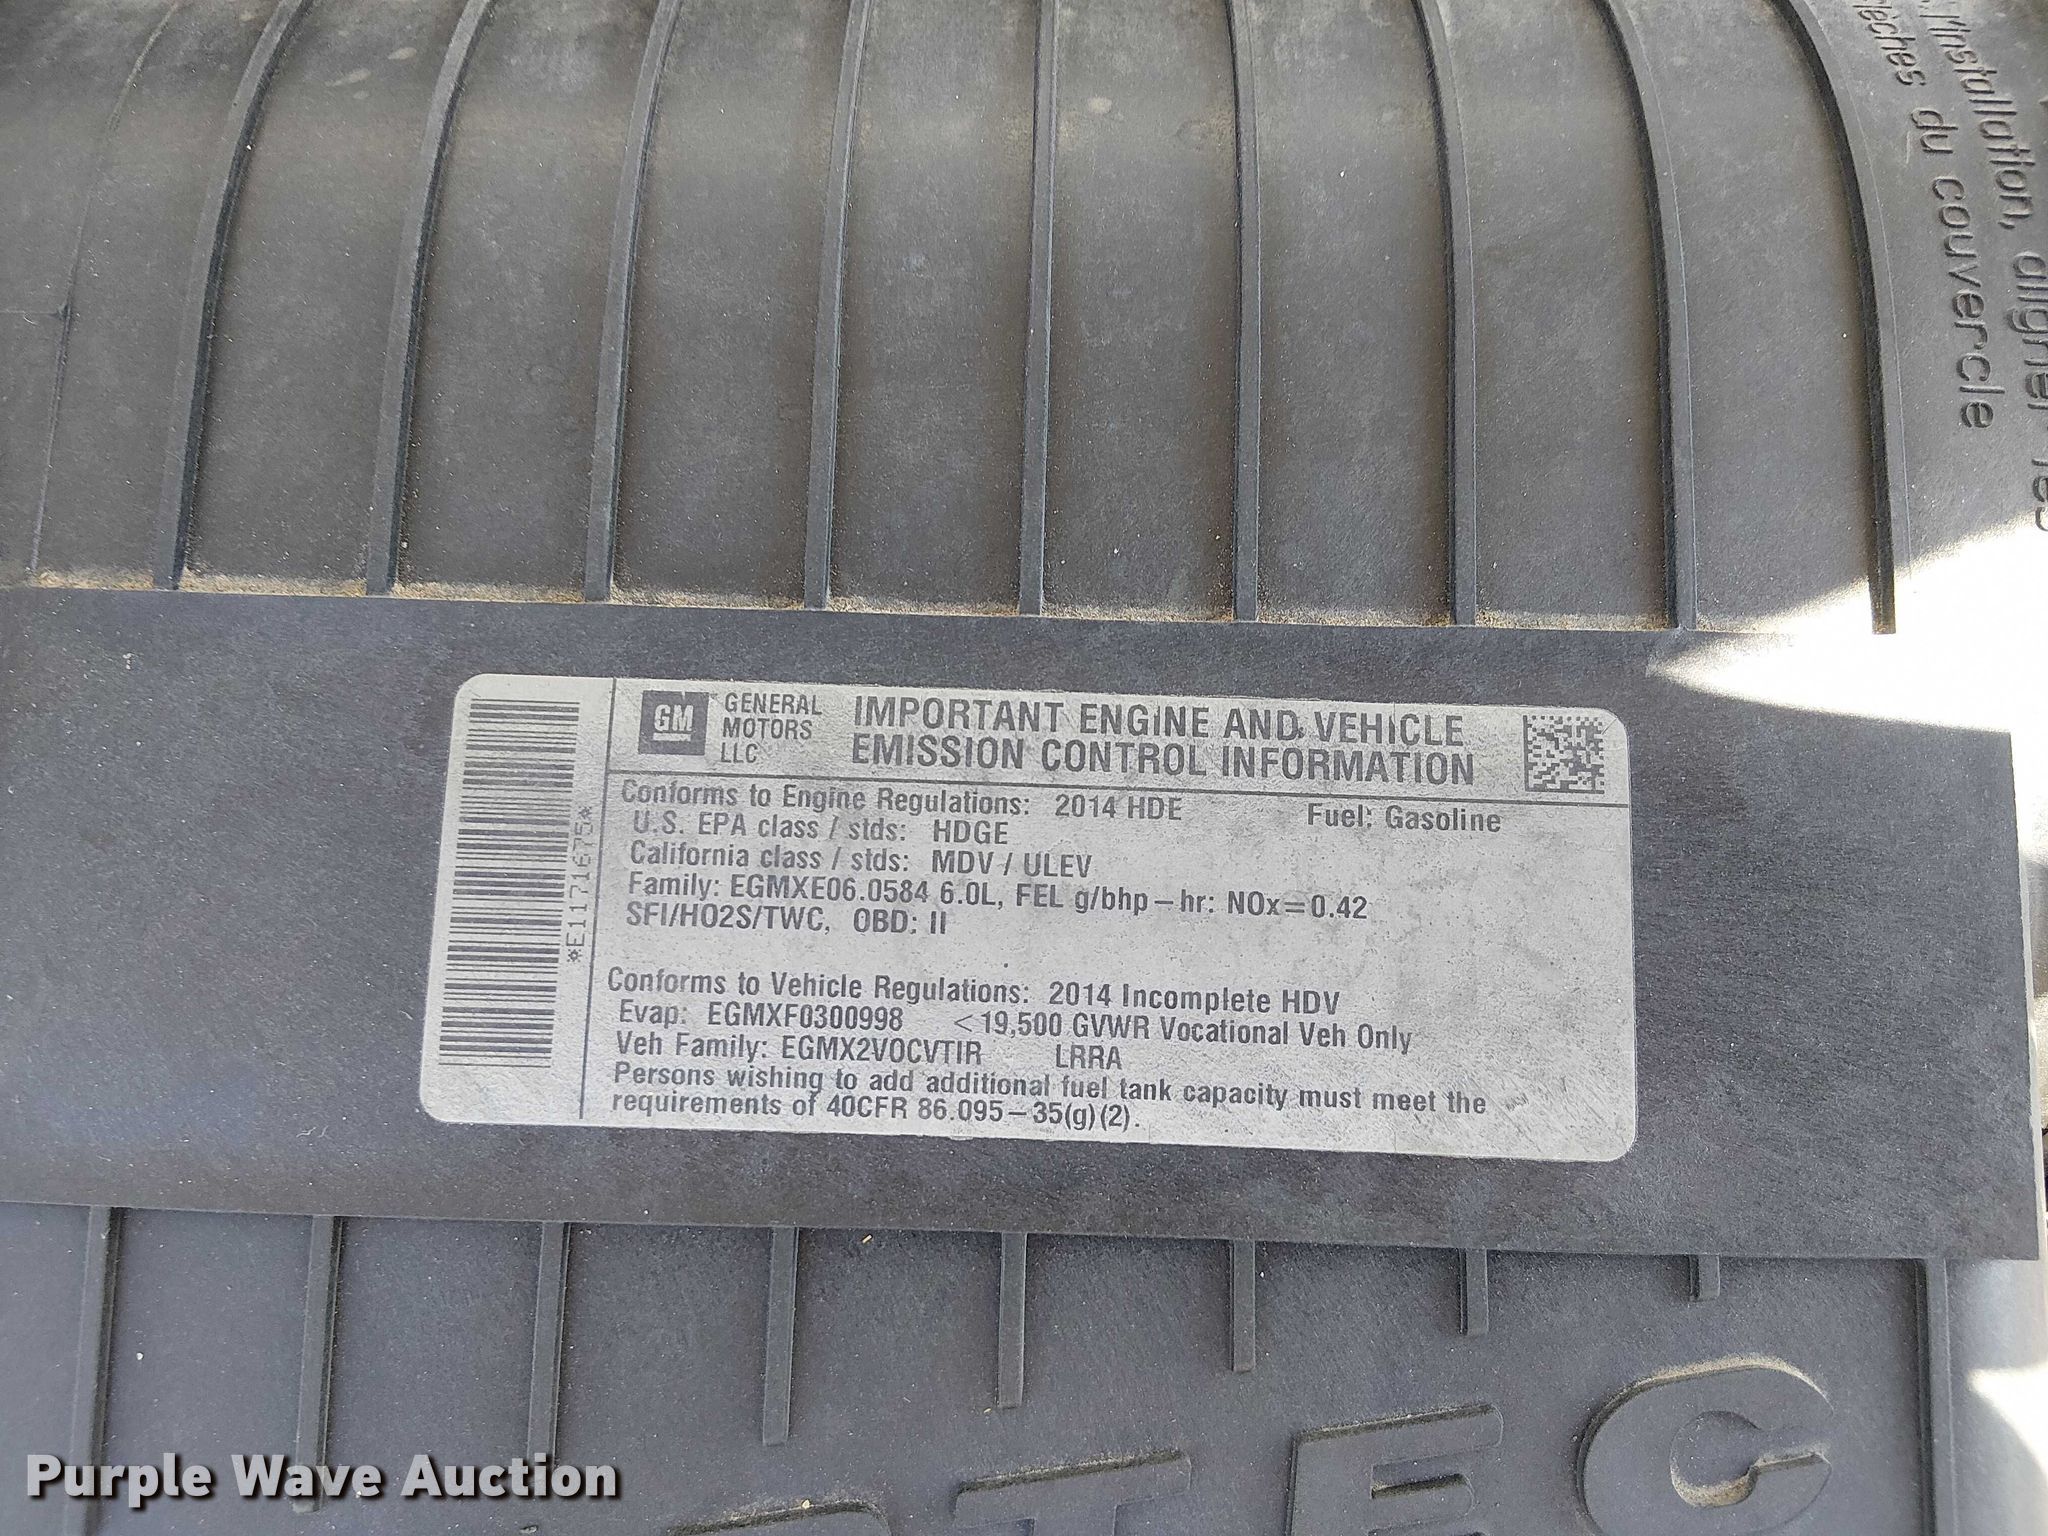 l'installation, aligner les
flèches du couvercle
GM
GENERAL
MOTORS
LLC
IMPORTANT ENGINE AND VEHICLE
EMISSION CONTROL INFORMATION
*E1171675*
Conforms to Engine Regulations: 2014 HDE Fuel: Gasoline
U.S. EPA class / stds: HDGE
California class / stds: MDV / ULEV
Family: EGMXE06.0584 6.0L, FEL g/bhp-hr: NOx=0.42
SFI/HO2S/TWC, OBD: II
Conforms to Vehicle Regulations: 2014 Incomplete HDV
Evap: EGMXF0300998 <19,500 GVWR Vocational Veh Only
Veh Family: EGMX2VOCVTIR LRRA
Persons wishing to add additional fuel tank capacity must meet the
requirements of 40CFR 86.095-35(g)(2).
TEC
Purple Wave Auction